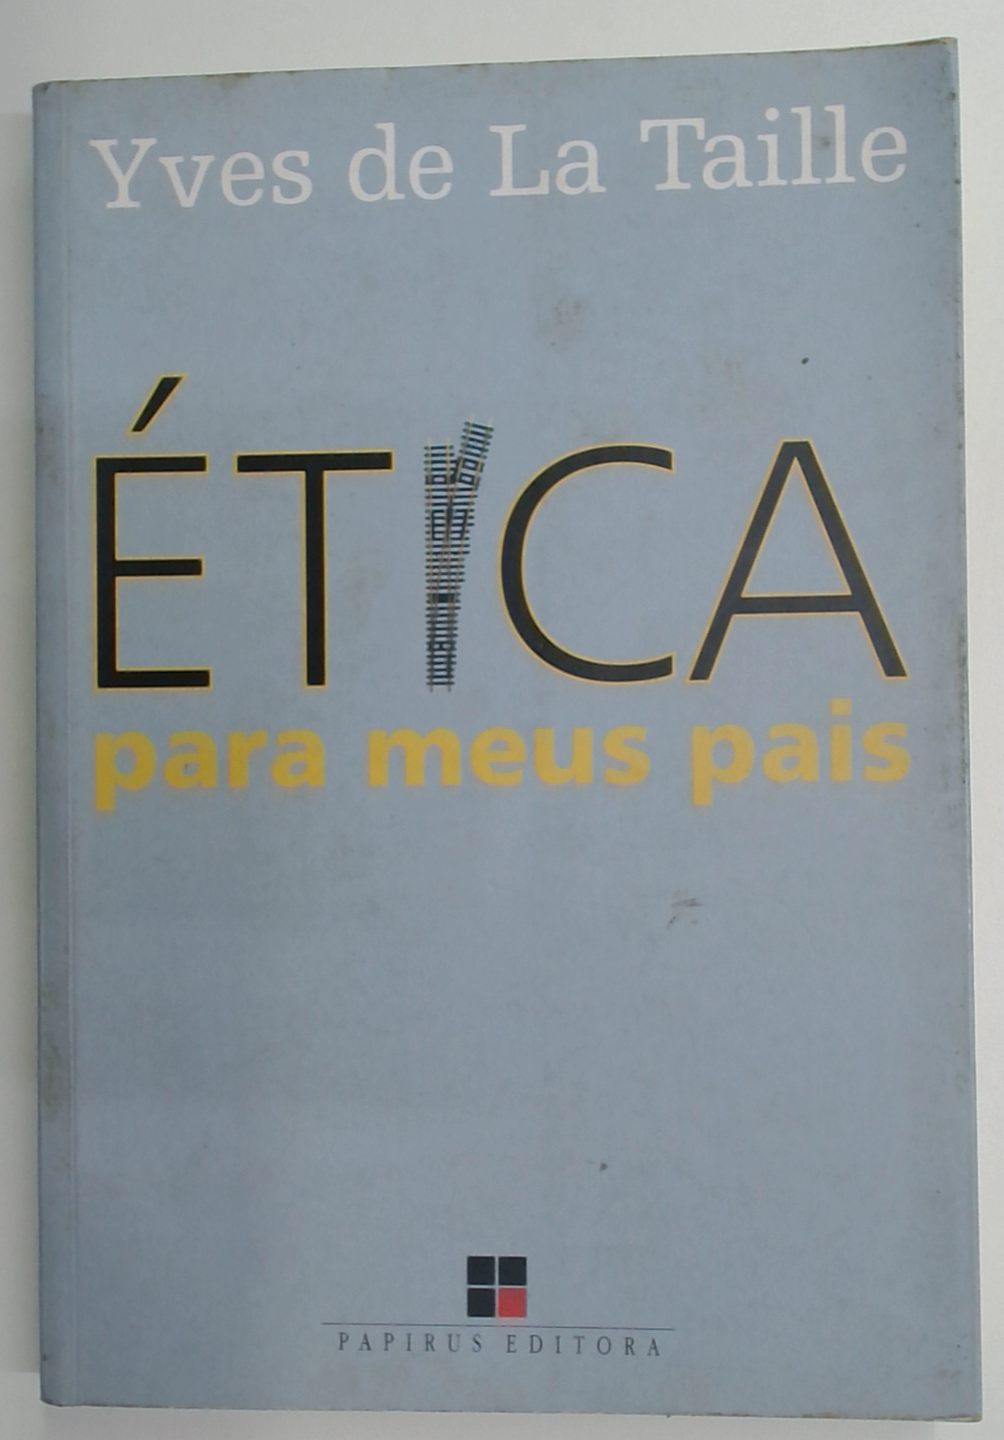 Yves de La Taille
ÉTICA
para meus pais
PAPIRUS EDITORA